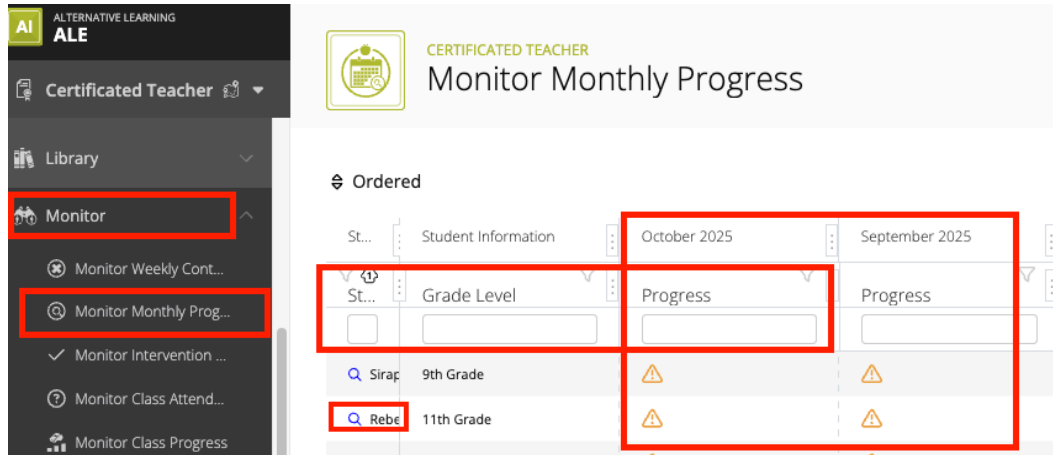 AI
ALTERNATIVE LEARNING
ALE
Certificated Teacher
Library
Monitor
Monitor Weekly Cont...
Monitor Monthly Prog...
Monitor Intervention ...
Monitor Class Attend...
Monitor Class Progress
CERTIFICATED TEACHER
Monitor Monthly Progress
Ordered
St... Student Information October 2025 September 2025
1
St... Grade Level Progress Progress
Sirap 9th Grade
Rebe 11th Grade